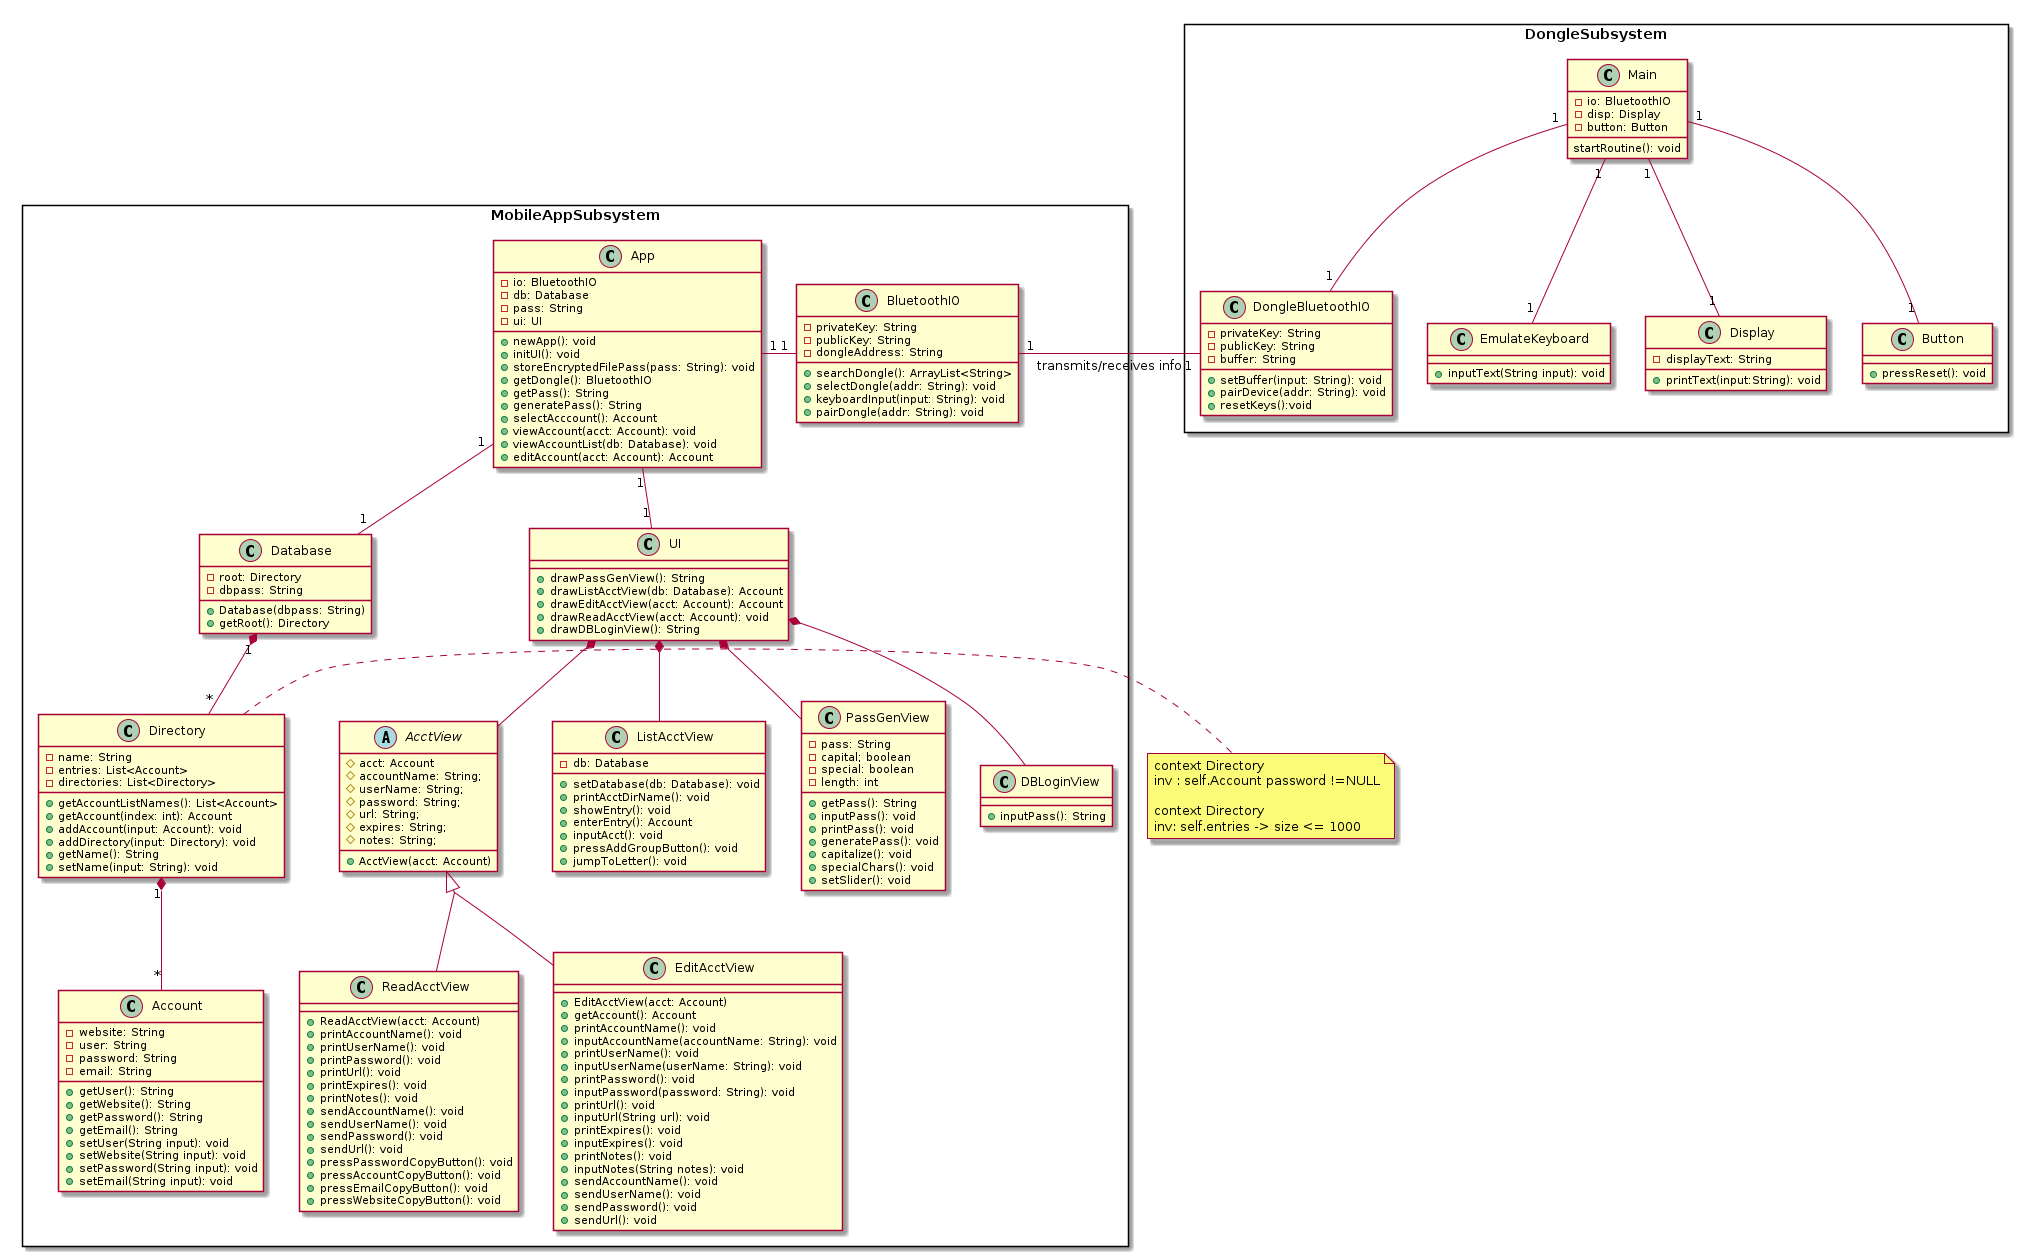 DongleSubsystem
C Main
io: BluetoothIO
disp: Display
button: Button
startRoutine(): void
1
1
1
1
1
1
1
1
C DongleBluetoothIO
privateKey: String
publicKey: String
buffer: String
setBuffer(input: String): void
pairDevice(addr: String): void
resetKeys():void
C EmulateKeyboard
inputText(String input): void
C Display
displayText: String
printText(input:String): void
C Button
pressReset(): void
MobileAppSubsystem
C App
io: BluetoothIO
db: Database
pass: String
ui: UI
newApp(): void
initUI(): void
storeEncryptedFilePass(pass: String): void
getDongle(): BluetoothIO
getPass(): String
generatePass(): String
selectAcccount(): Account
viewAccount(acct: Account): void
viewAccountList(db: Database): void
editAccount(acct: Account): Account
1 1
C BluetoothIO
privateKey: String
publicKey: String
dongleAddress: String
searchDongle(): ArrayList<String>
selectDongle(addr: String): void
keyboardInput(input: String): void
pairDongle(addr: String): void
1
transmits/receives info 1
1
1
1
1
C Database
root: Directory
dbpass: String
Database(dbpass: String)
getRoot(): Directory
C UI
drawPassGenView(): String
drawListAcctView(db: Database): Account
drawEditAcctView(acct: Account): Account
drawReadAcctView(acct: Account): void
drawDBLoginView(): String
1
*
C Directory
name: String
entries: List<Account>
directories: List<Directory>
getAccountListNames(): List<Account>
getAccount(index: int): Account
addAccount(input: Account): void
addDirectory(input: Directory): void
getName(): String
setName(input: String): void
A AcctView
acct: Account
accountName: String;
userName: String;
password: String;
url: String;
expires: String;
notes: String;
AcctView(acct: Account)
C ListAcctView
db: Database
setDatabase(db: Database): void
printAcctDirName(): void
showEntry(): void
enterEntry(): Account
inputAcct(): void
pressAddGroupButton(): void
jumpToLetter(): void
C PassGenView
pass: String
capital; boolean
special: boolean
length: int
getPass(): String
inputPass(): void
printPass(): void
generatePass(): void
capitalize(): void
specialChars(): void
setSlider(): void
C DBLoginView
inputPass(): String
context Directory
inv : self.Account password !=NULL
context Directory
inv: self.entries -> size <= 1000
1
*
C Account
website: String
user: String
password: String
email: String
getUser(): String
getWebsite(): String
getPassword(): String
getEmail(): String
setUser(String input): void
setWebsite(String input): void
setPassword(String input): void
setEmail(String input): void
C ReadAcctView
ReadAcctView(acct: Account)
printAccountName(): void
printUserName(): void
printPassword(): void
printUrl(): void
printExpires(): void
printNotes(): void
sendAccountName(): void
sendUserName(): void
sendPassword(): void
sendUrl(): void
pressPasswordCopyButton(): void
pressAccountCopyButton(): void
pressEmailCopyButton(): void
pressWebsiteCopyButton(): void
C EditAcctView
EditAcctView(acct: Account)
getAccount(): Account
printAccountName(): void
inputAccountName(accountName: String): void
printUserName(): void
inputUserName(userName: String): void
printPassword(): void
inputPassword(password: String): void
printUrl(): void
inputUrl(String url): void
printExpires(): void
inputExpires(): void
printNotes(): void
inputNotes(String notes): void
sendAccountName(): void
sendUserName(): void
sendPassword(): void
sendUrl(): void